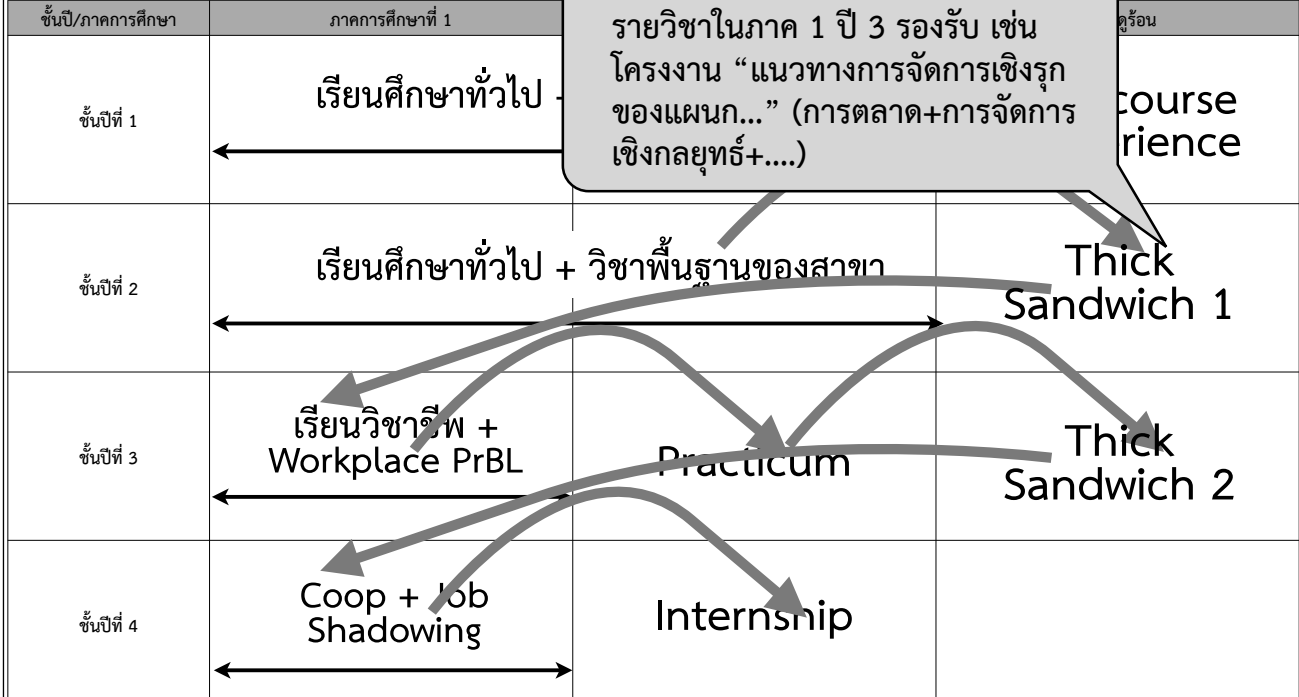 ชั้นปี/ภาคการศึกษา
ภาคการศึกษาที่ 1
รายวิชาในภาค 1 ปี 3 รองรับ เช่น
โครงงาน “แนวทางการจัดการเชิงรุก
ของแผนก...” (การตลาด+การจัดการ
เชิงกลยุทธ์+....)
ชั้นปีที่ 1
เรียนศึกษาทั่วไป
course
ชั้นปีที่ 2
เรียนศึกษาทั่วไป + วิชาพื้นฐานของสาขา
Thick
Sandwich 1
ชั้นปีที่ 3
เรียนวิชาชีพ +
Workplace PrBL
Practicum
Thick
Sandwich 2
ชั้นปีที่ 4
Coop + Job
Shadowing
Internship